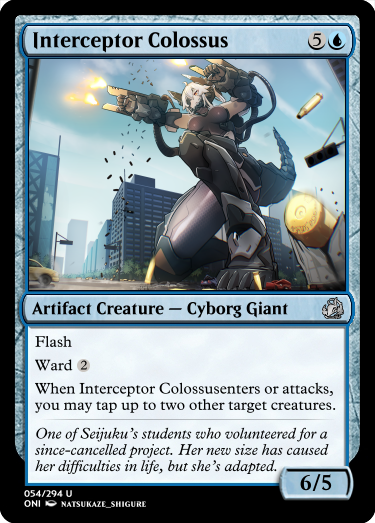 Interceptor Colossus 5
Artifact Creature — Cyborg Giant
Flash
Ward 2
When Interceptor Colossusenters or attacks,
you may tap up to two other target creatures.
One of Seijuku's students who volunteered for a
since-cancelled project. Her new size has caused
her difficulties in life, but she's adapted.
6/5
054/294 U
ONI NATSUKAZE_SHIGURE